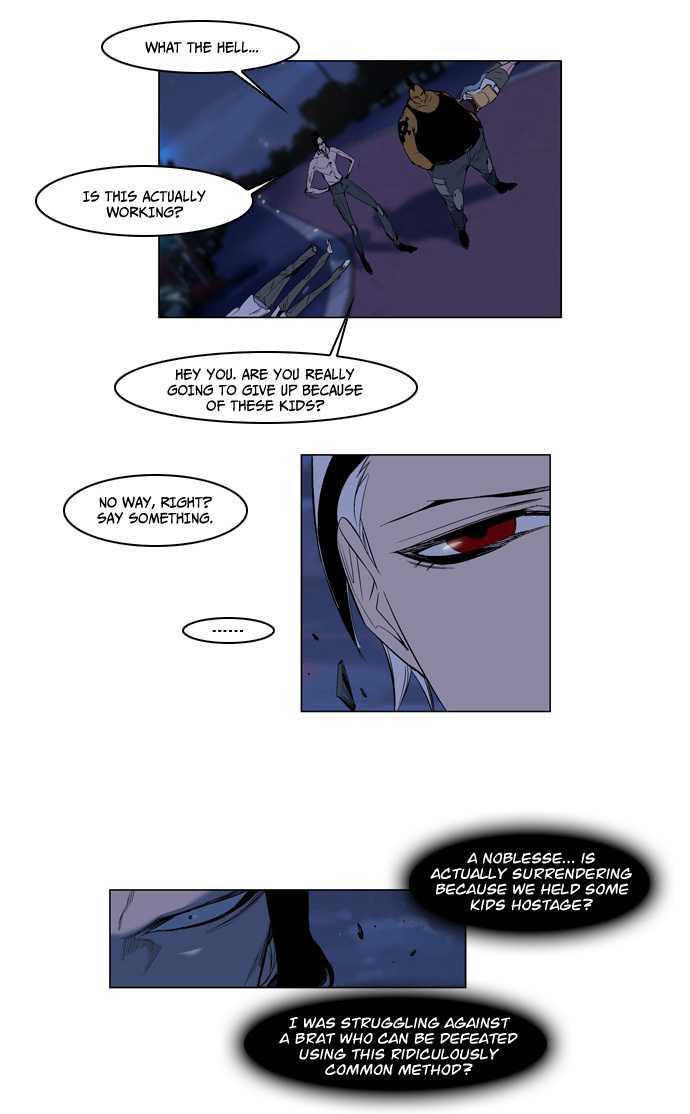 WHAT THE HELL...
IS THIS ACTUALLY
WORKING?
HEY YOU. ARE YOU REALLY
GOING TO GIVE UP BECAUSE
OF THESE KIDS?
NO WAY, RIGHT?
SAY SOMETHING.
------
A NOBLESSE... IS
ACTUALLY SURRENDERING
BECAUSE WE HELD SOME
KIDS HOSTAGE?
I WAS STRUGGLING AGAINST
A BRAT WHO CAN BE DEFEATED
USING THIS RIDICULOUSLY
COMMON METHOD?